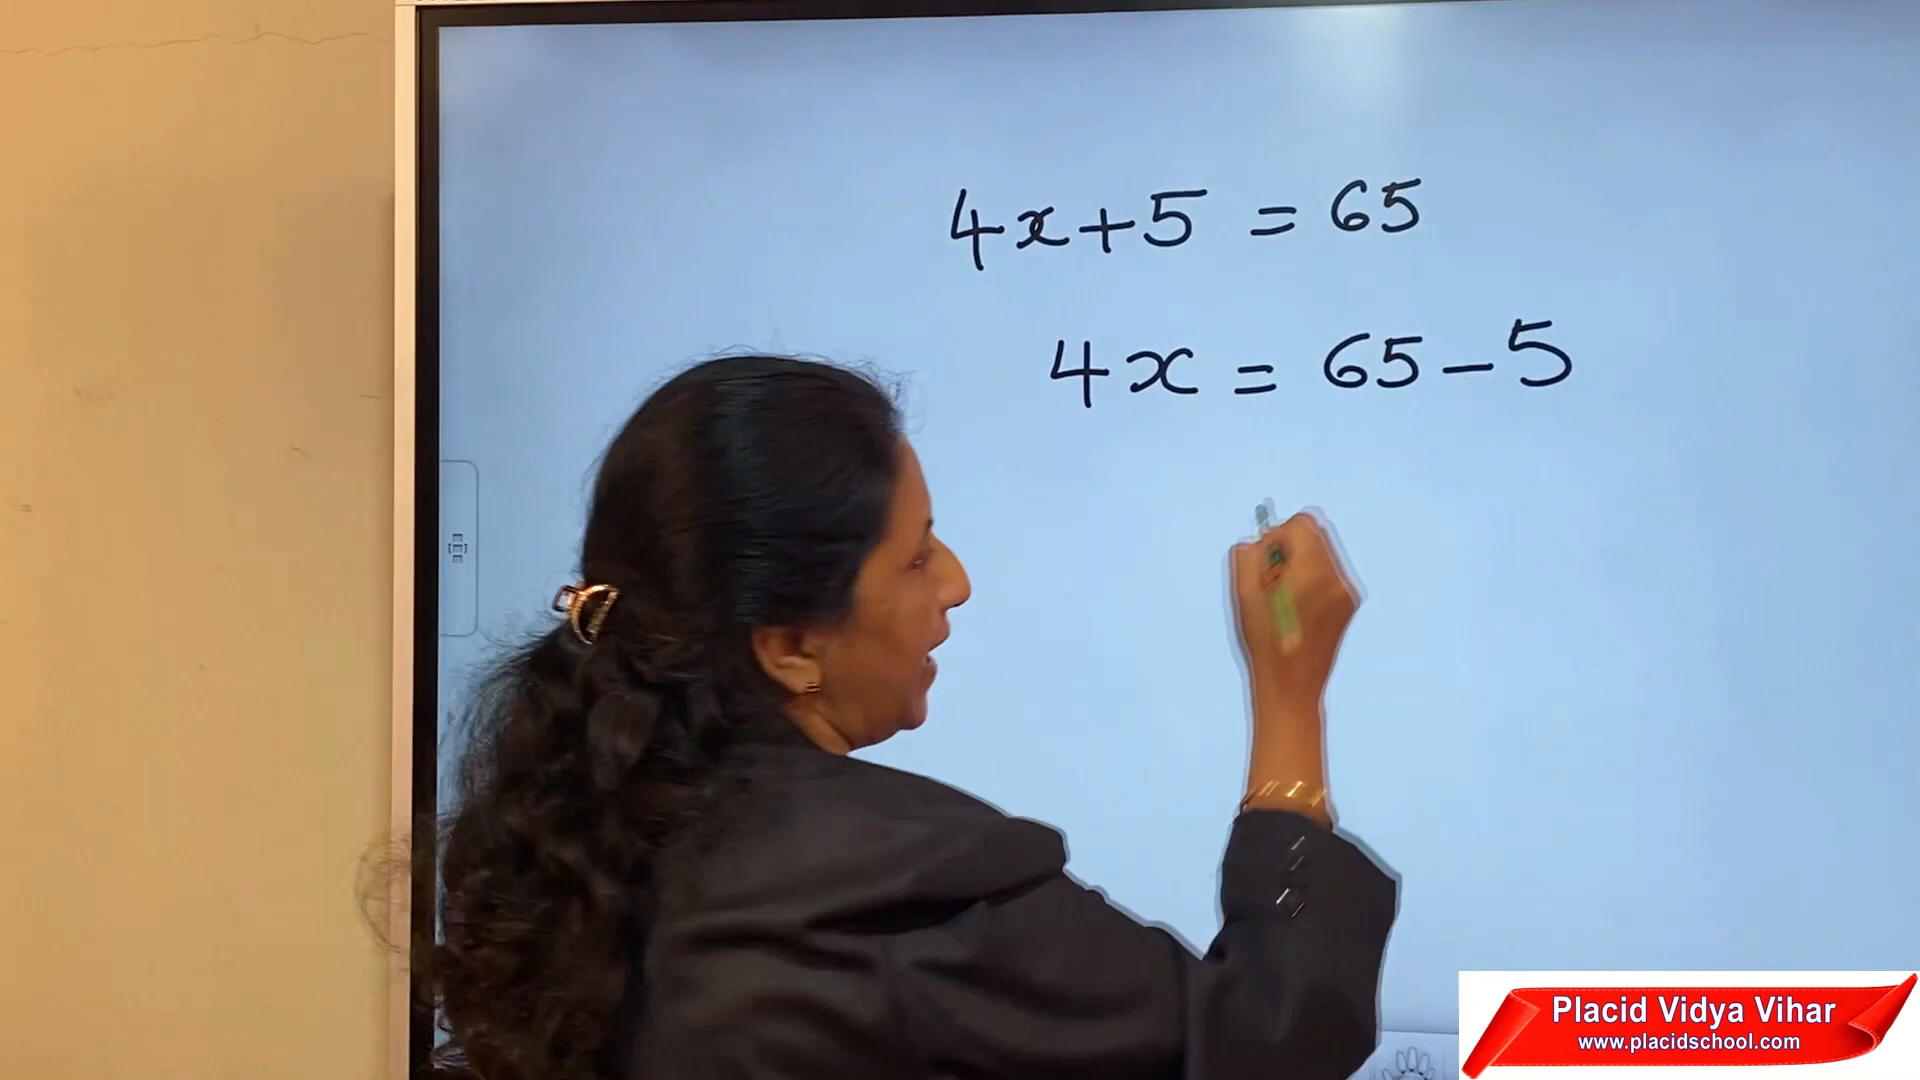 4x+5 = 65
4x = 65-5
Placid Vidya Vihar
www.placidschool.com